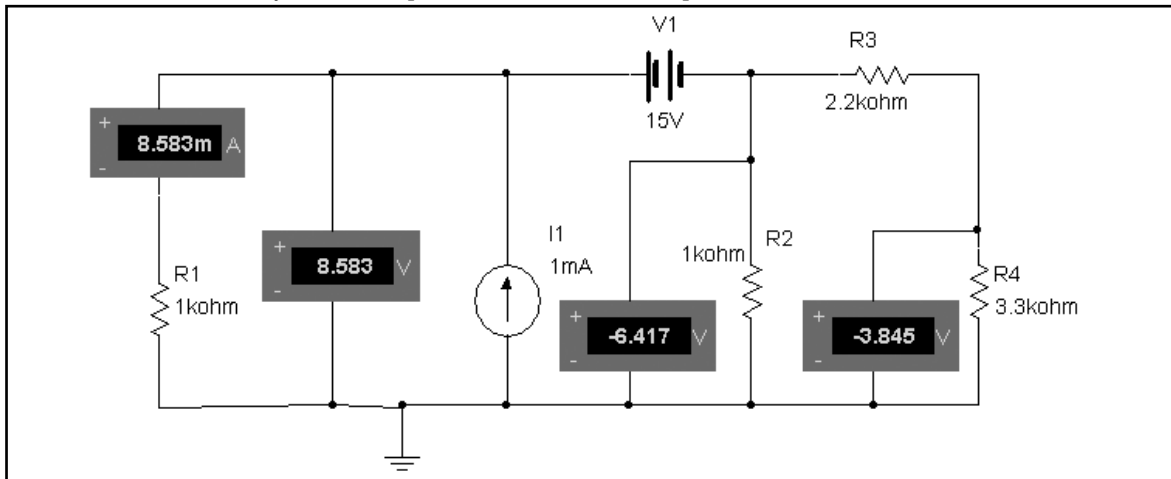 V1
15V
R3
2.2kohm
+
8.583m A
-
R1
1kohm
+
8.583 V
-
I1
1mA
1kohm
R2
+
-6.417 V
-
+
-3.845 V
-
R4
3.3kohm